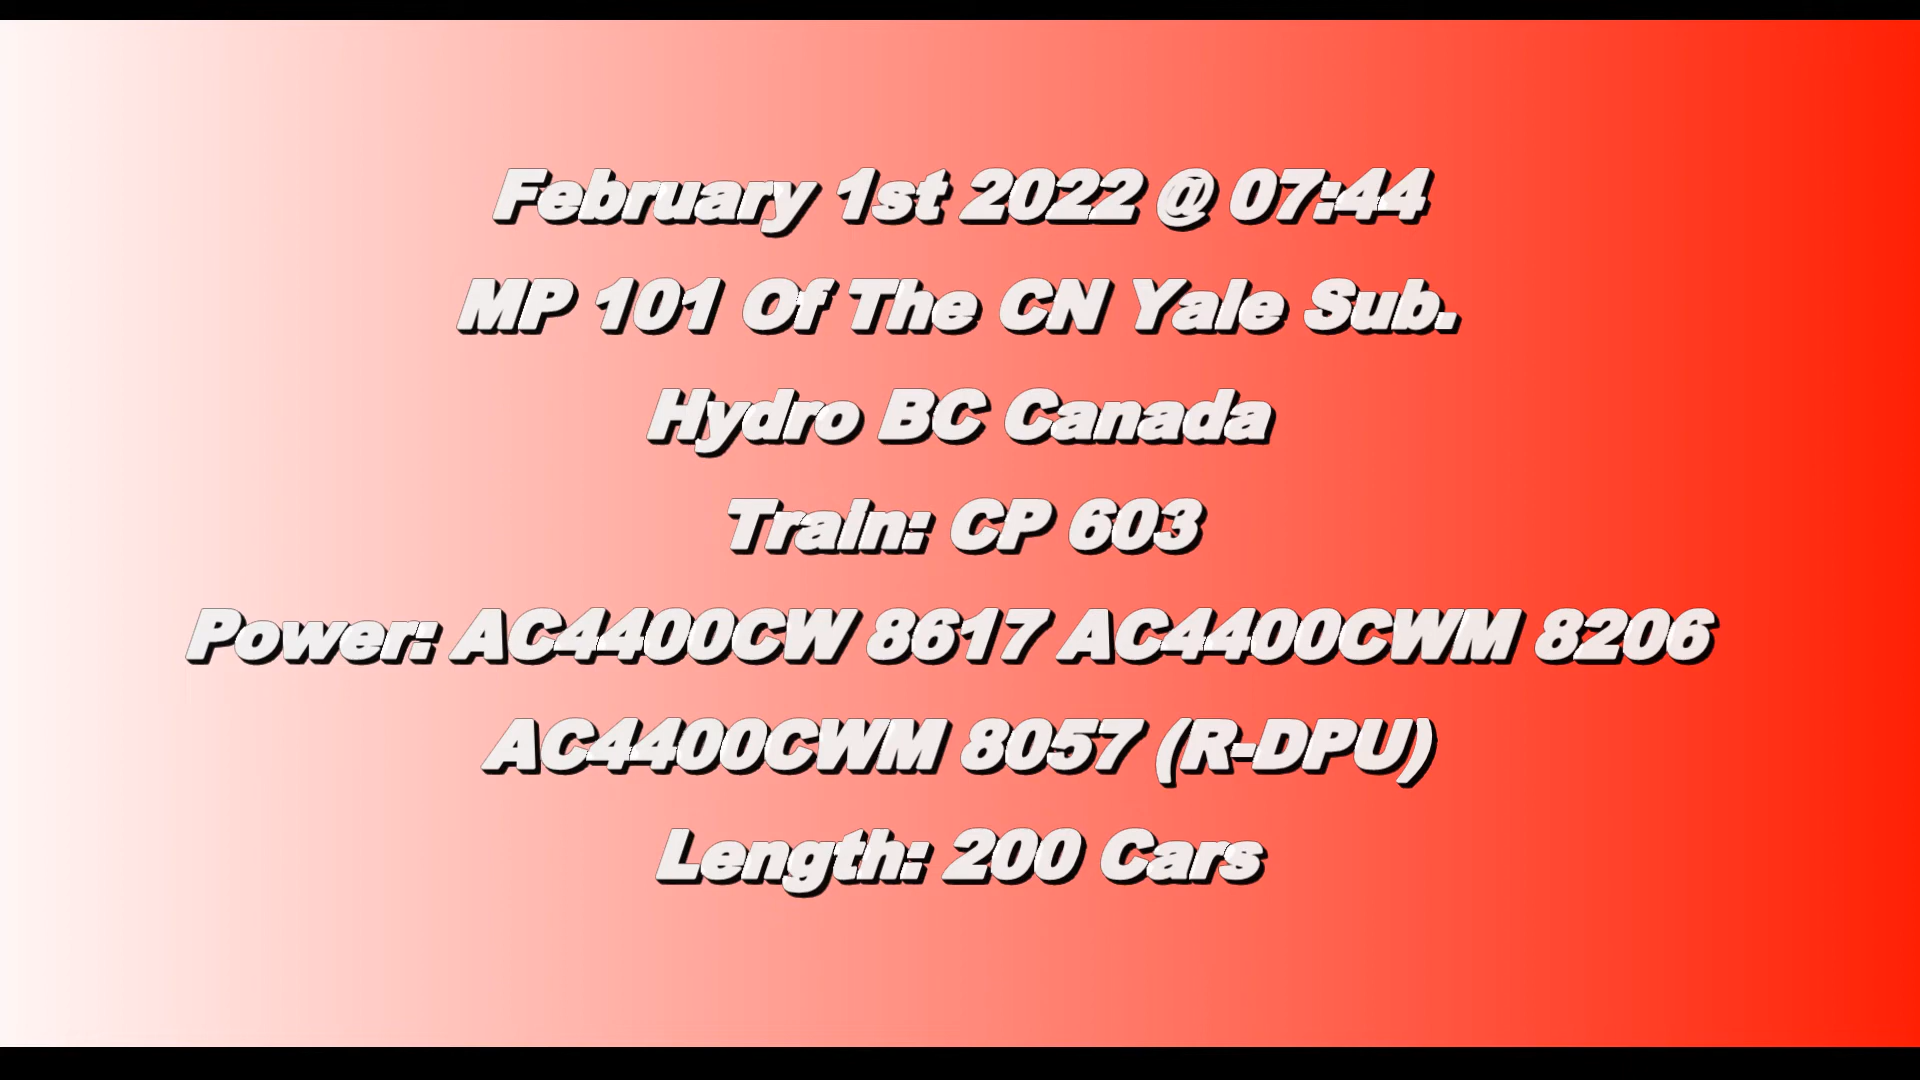 February 1st 2022 @ 07:44
MP 101 Of The CN Yale Sub.
Hydro BC Canada
Train: CP 603
Power: AC4400CW 8617 AC4400CWM 8206
AC4400CWM 8057 (R-DPU)
Length: 200 Cars